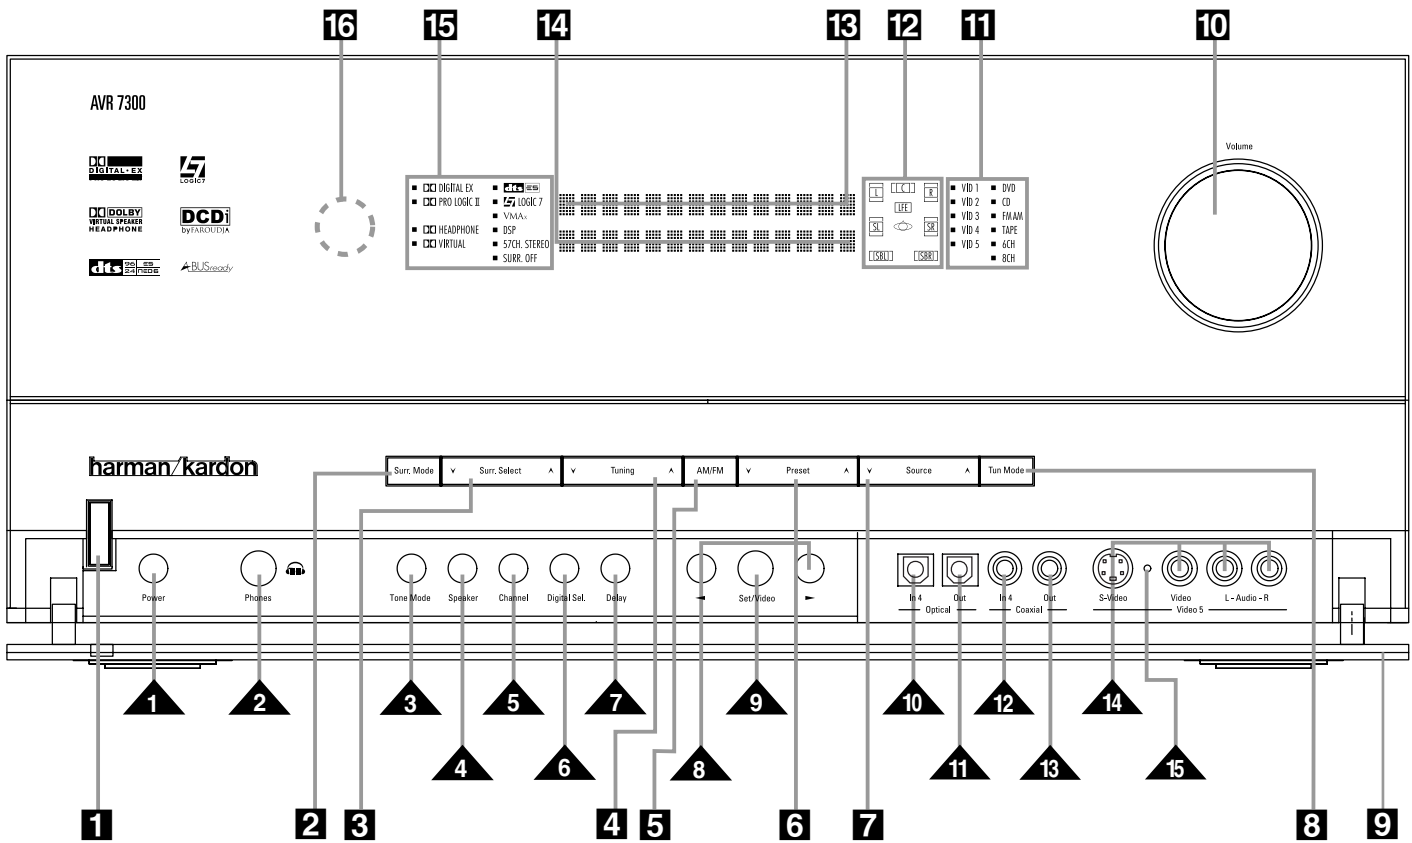 16 15 14 13 12 11 10
AVR 7300
Volume
DIGITAL•EX
LOGIC7
DOLBY
VIRTUAL SPEAKER
HEADPHONE
DCDi
by FAROUDJA
dts 96 24 ES NEO:6
A-BUS ready
DIGITAL EX
PRO LOGIC II
HEADPHONE
VIRTUAL
dts ES
LOGIC 7
VMAx
DSP
57CH. STEREO
SURR. OFF
L C R
LFE
SL SR
SBL SBR
VID 1
VID 2
VID 3
VID 4
VID 5
DVD
CD
FM AM
TAPE
6CH
8CH
harman/kardon
Surr. Mode
Surr. Select
Tuning
AM/FM
Preset
Source
Tun Mode
Power
Phones
Tone Mode
Speaker
Channel
Digital Sel.
Delay
Set/Video
In 4
Out
Optical
In 4
Out
Coaxial
S-Video
Video
L - Audio - R
Video 5
1 2 3 5 7 9 10 12 14
4 6 8 11 13 15
1 2 3 4 5 6 7 8 9